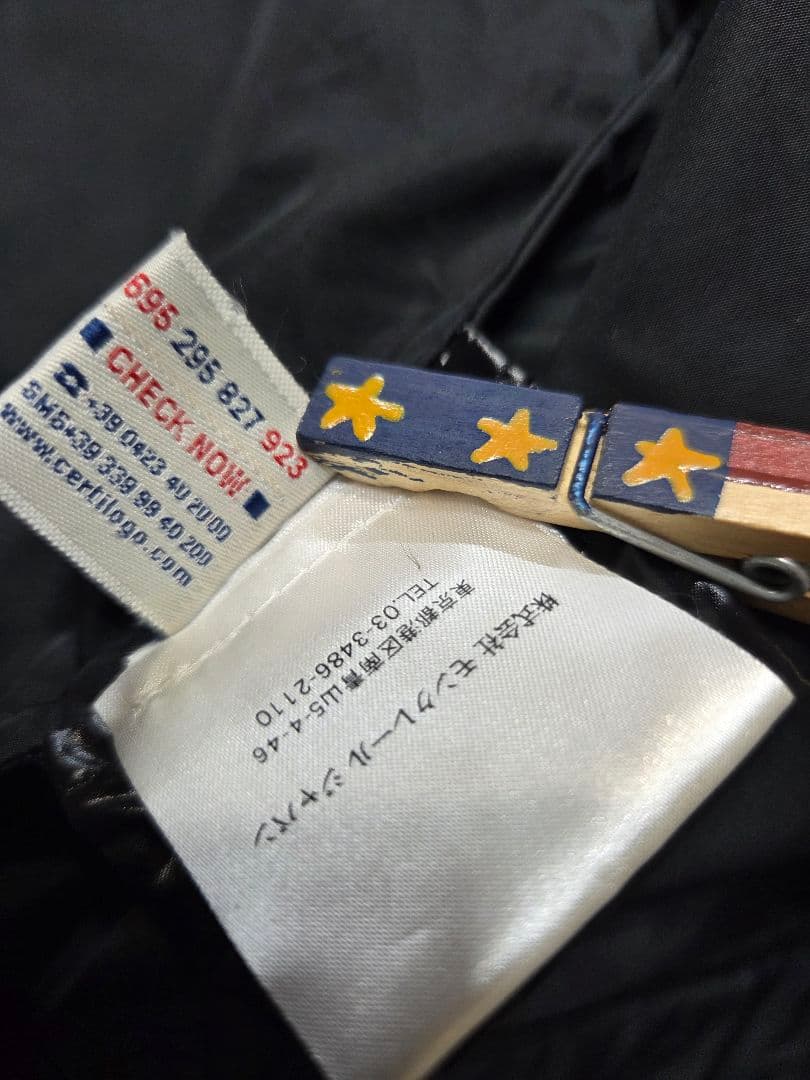 696 295 827 923
CHECK NOW
☎ +39 0423 40 20 00
SMS+39 339 99 40 200
www.certilogo.com
株式会社 モンクレール ジャパン
東京都港区南青山5-4-46
TEL.03-3486-2110